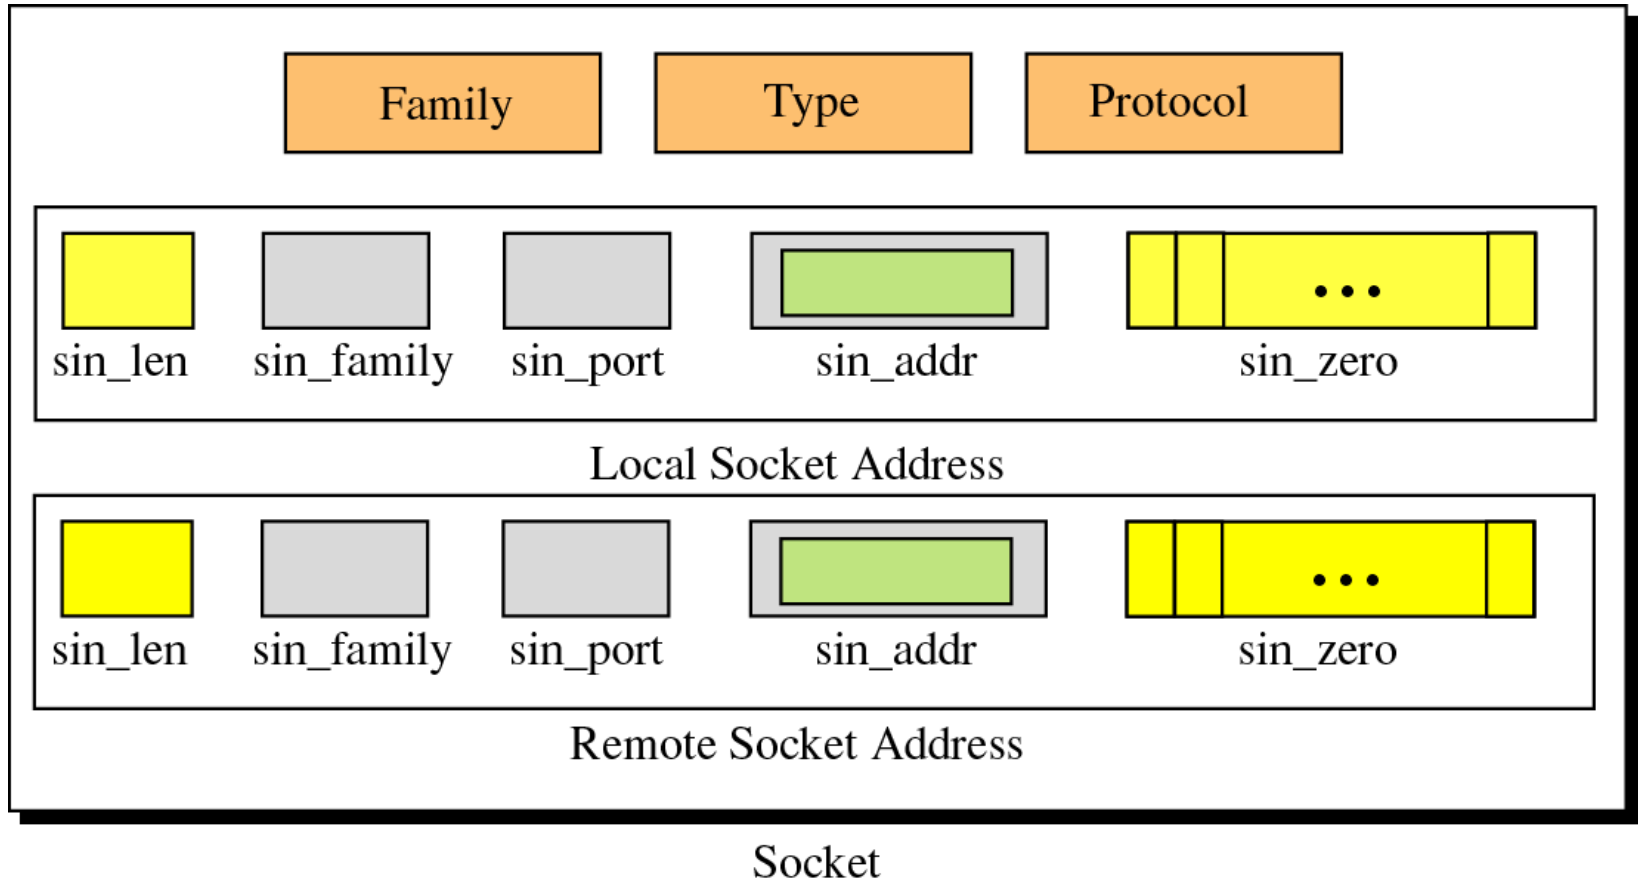 Family Type Protocol
sin_len sin_family sin_port sin_addr sin_zero
Local Socket Address
sin_len sin_family sin_port sin_addr sin_zero
Remote Socket Address
Socket